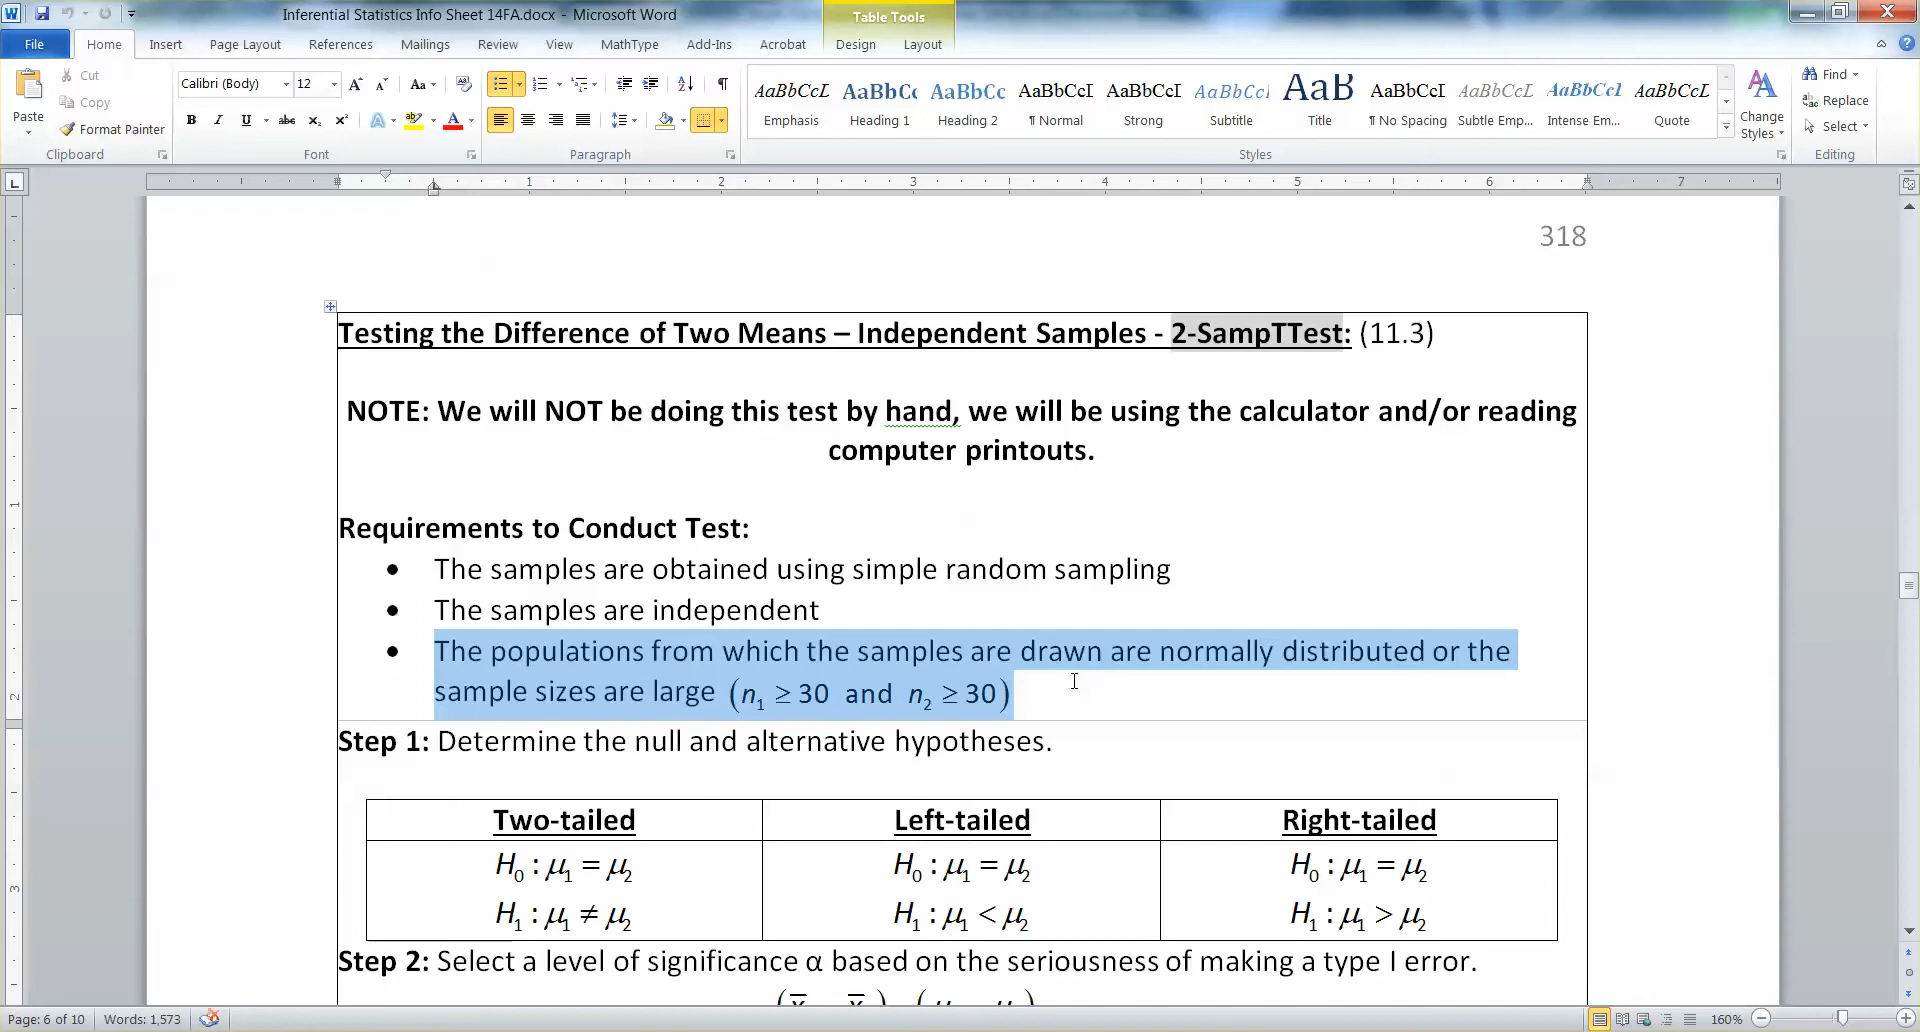 Inferential Statistics Info Sheet 14FA.docx - Microsoft Word
Table Tools
File Home Insert Page Layout References Mailings Review View MathType Add-Ins Acrobat Design Layout
Paste
Cut
Copy
Format Painter
Clipboard
Calibri (Body) 12
Font
Paragraph
AaBbCcL AaBbCc AaBbCc AaBbCcI AaBbCcI AaBbCcI AaB AaBbCcI AaBbCcI AaBbCcI AaBbCcL
Emphasis Heading 1 Heading 2 ¶ Normal Strong Subtitle Title ¶ No Spacing Subtle Emp... Intense Em... Quote
Styles
Change
Styles
Find
Replace
Select
Editing
1 2 3 4 5 6 7
318
Testing the Difference of Two Means – Independent Samples - 2-SampTTest: (11.3)
NOTE: We will NOT be doing this test by hand, we will be using the calculator and/or reading
computer printouts.
Requirements to Conduct Test:
• The samples are obtained using simple random sampling
• The samples are independent
• The populations from which the samples are drawn are normally distributed or the
sample sizes are large (n₁ ≥ 30 and n₂ ≥ 30)
Step 1: Determine the null and alternative hypotheses.
Two-tailed Left-tailed Right-tailed
H₀ : μ₁ = μ₂ H₀ : μ₁ = μ₂ H₀ : μ₁ = μ₂
H₁ : μ₁ ≠ μ₂ H₁ : μ₁ < μ₂ H₁ : μ₁ > μ₂
Step 2: Select a level of significance α based on the seriousness of making a type I error.
Page: 6 of 10 Words: 1,573 160%